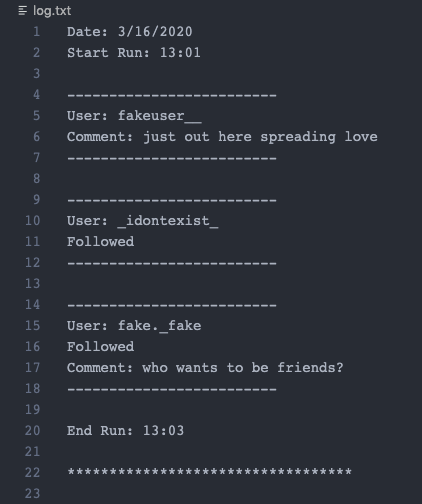 log.txt
1 Date: 3/16/2020
2 Start Run: 13:01
3
4 -------------------------
5 User: fakeuser__
6 Comment: just out here spreading love
7 -------------------------
8
9 -------------------------
10 User: _idontexist_
11 Followed
12 -------------------------
13
14 -------------------------
15 User: fake._fake
16 Followed
17 Comment: who wants to be friends?
18 -------------------------
19
20 End Run: 13:03
21
22 **********************************
23